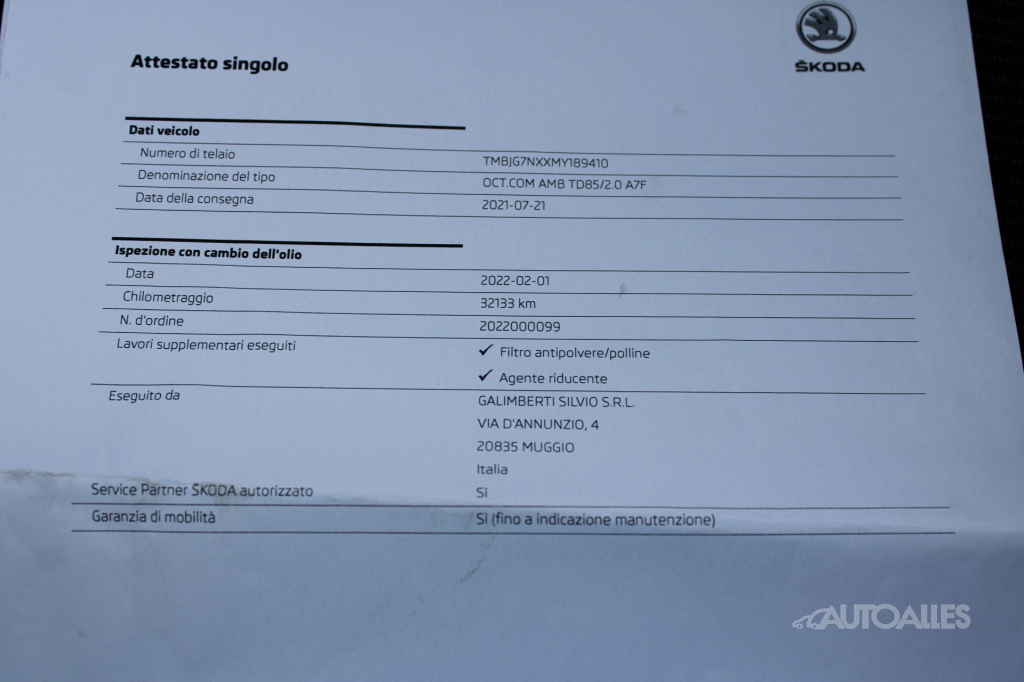 Attestato singolo
ŠKODA
Dati veicolo
Numero di telaio TMBJG7NXXMY189410
Denominazione del tipo OCT.COM AMB TD85/2.0 A7F
Data della consegna 2021-07-21
Ispezione con cambio dell'olio
Data 2022-02-01
Chilometraggio 32133 km
N. d'ordine 2022000099
Lavori supplementari eseguiti ✓ Filtro antipolvere/polline
✓ Agente riducente
Eseguito da GALIMBERTI SILVIO S.R.L.
VIA D'ANNUNZIO, 4
20835 MUGGIO
Italia
Service Partner ŠKODA autorizzato Sì
Garanzia di mobilità Sì (fino a indicazione manutenzione)
AUTOALLES